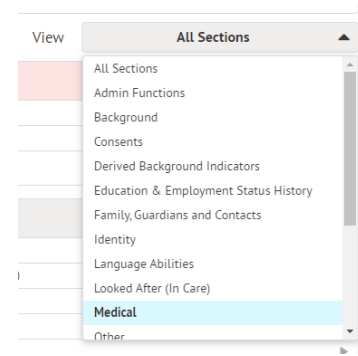 View All Sections
All Sections
Admin Functions
Background
Consents
Derived Background Indicators
Education & Employment Status History
Family, Guardians and Contacts
Identity
Language Abilities
Looked After (In Care)
Medical
Other
)